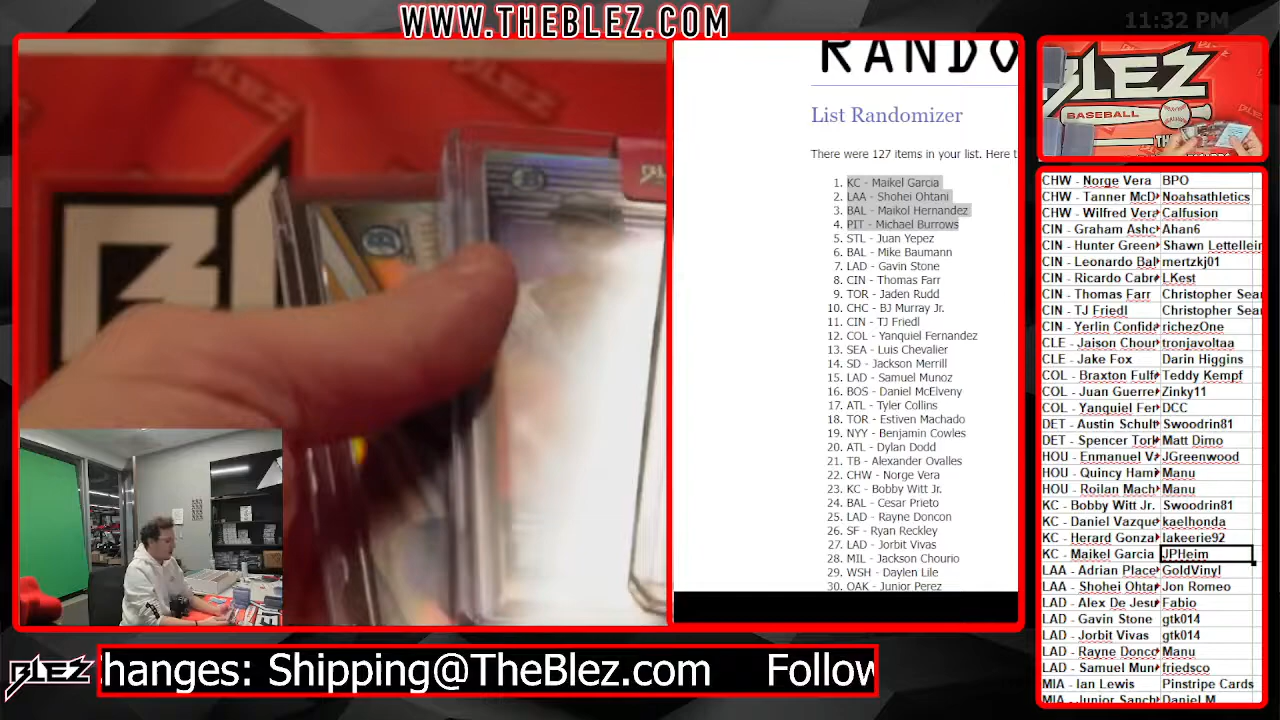 WWW.THEBLEZ.COM
11:32 PM
RANDO
List Randomizer
There were 127 items in your list. Here t
1. KC - Maikel Garcia
2. LAA - Shohei Ohtani
3. BAL - Maikol Hernandez
4. PIT - Michael Burrows
5. STL - Juan Yepez
6. BAL - Mike Baumann
7. LAD - Gavin Stone
8. CIN - Thomas Farr
9. TOR - Jaden Rudd
10. CHC - BJ Murray Jr.
11. CIN - TJ Friedl
12. COL - Yanquiel Fernandez
13. SEA - Luis Chevalier
14. SD - Jackson Merrill
15. LAD - Samuel Munoz
16. BOS - Daniel McElveny
17. ATL - Tyler Collins
18. TOR - Estiven Machado
19. NYY - Benjamin Cowles
20. ATL - Dylan Dodd
21. TB - Alexander Ovalles
22. CHW - Norge Vera
23. KC - Bobby Witt Jr.
24. BAL - Cesar Prieto
25. LAD - Rayne Doncon
26. SF - Ryan Reckley
27. LAD - Jorbit Vivas
28. MIL - Jackson Chourio
29. WSH - Daylen Lile
30. OAK - Junior Perez
BLEZ
BASEBALL
CHW - Norge Vera BPO
CHW - Tanner McD Noahsathletics
CHW - Wilfred Vera Calfusion
CIN - Graham Ashc Ahan6
CIN - Hunter Green Shawn Lettellein
CIN - Leonardo Bal mertzkj01
CIN - Ricardo Cabr LKest
CIN - Thomas Farr Christopher Sear
CIN - TJ Friedl Christopher Sear
CIN - Yerlin Confida richezOne
CLE - Jaison Chour tronjavoltaa
CLE - Jake Fox Darin Higgins
COL - Braxton Fulf Teddy Kempf
COL - Juan Guerre Zinky11
COL - Yanquiel Fer DCC
DET - Austin Schult Swoodrin81
DET - Spencer Tork Matt Dimo
HOU - Enmanuel V JGreenwood
HOU - Quincy Hami Manu
HOU - Roilan Mach Manu
KC - Bobby Witt Jr. Swoodrin81
KC - Daniel Vazque kaelhonda
KC - Herard Gonza lakeerie92
KC - Maikel Garcia JPHeim
LAA - Adrian Place GoldVinyl
LAA - Shohei Ohta Jon Romeo
LAD - Alex De Jesu Fabio
LAD - Gavin Stone gtk014
LAD - Jorbit Vivas gtk014
LAD - Rayne Donco Manu
LAD - Samuel Mun friedsco
MIA - Ian Lewis Pinstripe Cards
MIA - Junior Sanch Daniel M
BLEZ
hanges: Shipping@TheBlez.com Follow